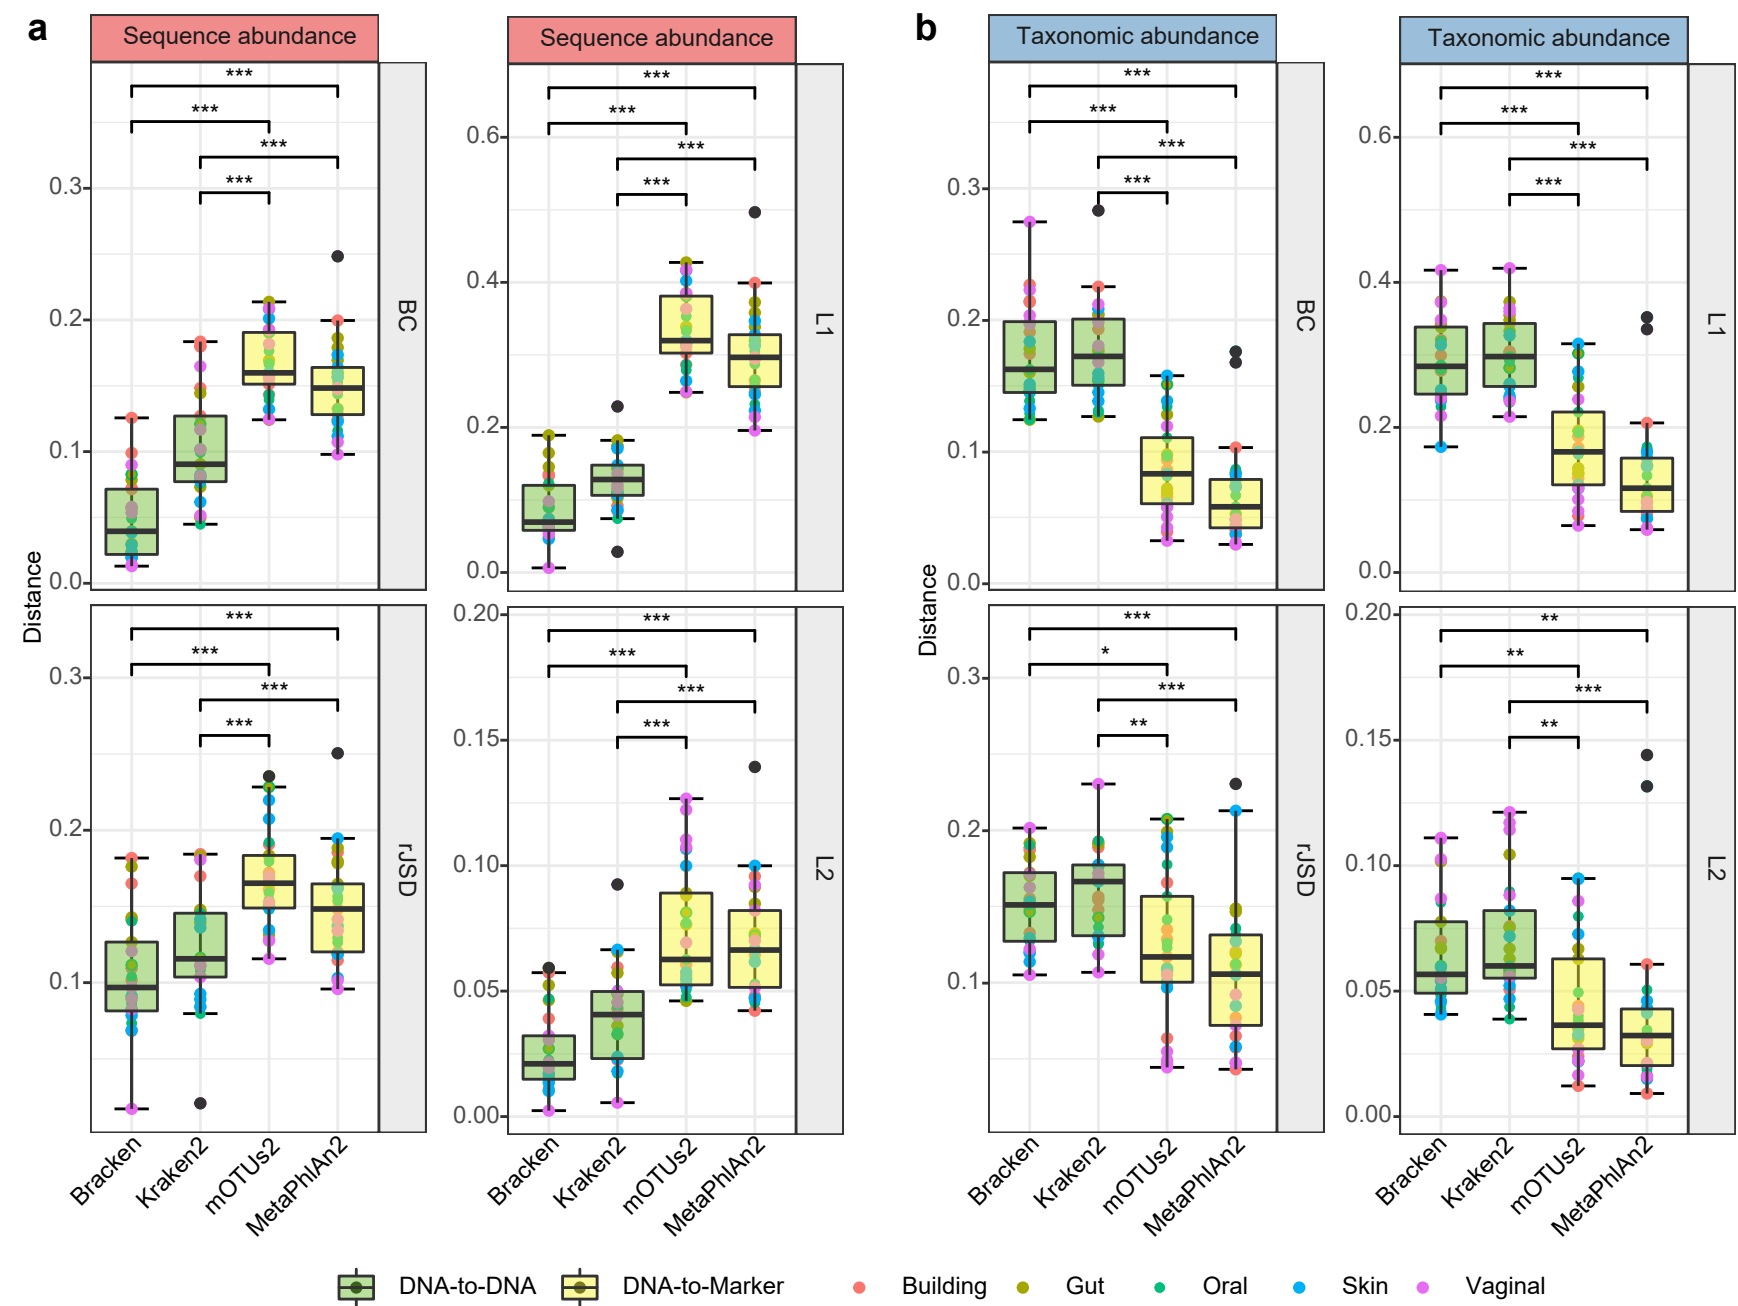 a
b
Sequence abundance
Sequence abundance
Taxonomic abundance
Taxonomic abundance
***
***
***
***
0.3
0.2
0.1
0.0
BC
***
***
***
***
0.6
0.4
0.2
0.0
L1
***
***
***
***
0.3
0.2
0.1
0.0
BC
***
***
***
***
0.6
0.4
0.2
0.0
L1
Distance
***
***
***
***
0.3
0.2
0.1
rJSD
***
***
***
***
0.20
0.15
0.10
0.05
0.00
L2
Distance
***
*
***
**
0.3
0.2
0.1
rJSD
**
**
***
**
0.20
0.15
0.10
0.05
0.00
L2
Bracken
Kraken2
mOTUs2
MetaPhlAn2
Bracken
Kraken2
mOTUs2
MetaPhlAn2
Bracken
Kraken2
mOTUs2
MetaPhlAn2
Bracken
Kraken2
mOTUs2
MetaPhlAn2
DNA-to-DNA DNA-to-Marker Building Gut Oral Skin Vaginal